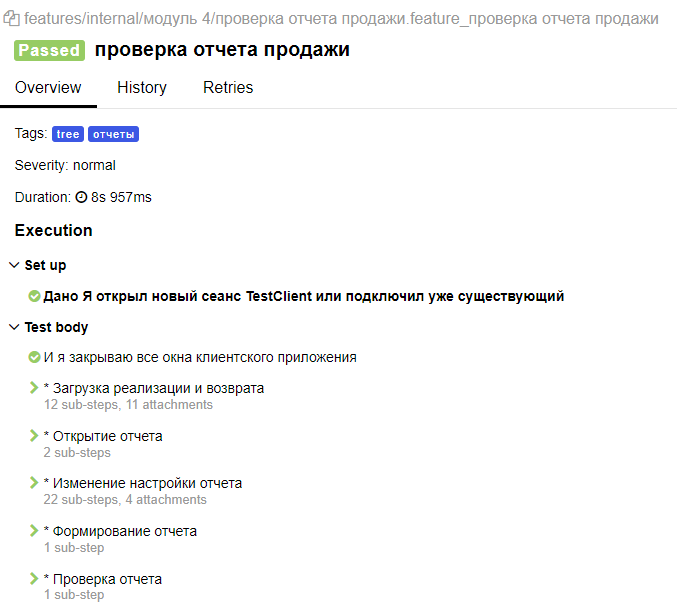 features/internal/модуль 4/проверка отчета продажи.feature_проверка отчета продажи
Passed проверка отчета продажи
Overview History Retries
Tags: tree отчеты
Severity: normal
Duration: 8s 957ms
Execution
Set up
Дано Я открыл новый сеанс TestClient или подключил уже существующий
Test body
И я закрываю все окна клиентского приложения
* Загрузка реализации и возврата
12 sub-steps, 11 attachments
* Открытие отчета
2 sub-steps
* Изменение настройки отчета
22 sub-steps, 4 attachments
* Формирование отчета
1 sub-step
* Проверка отчета
1 sub-step